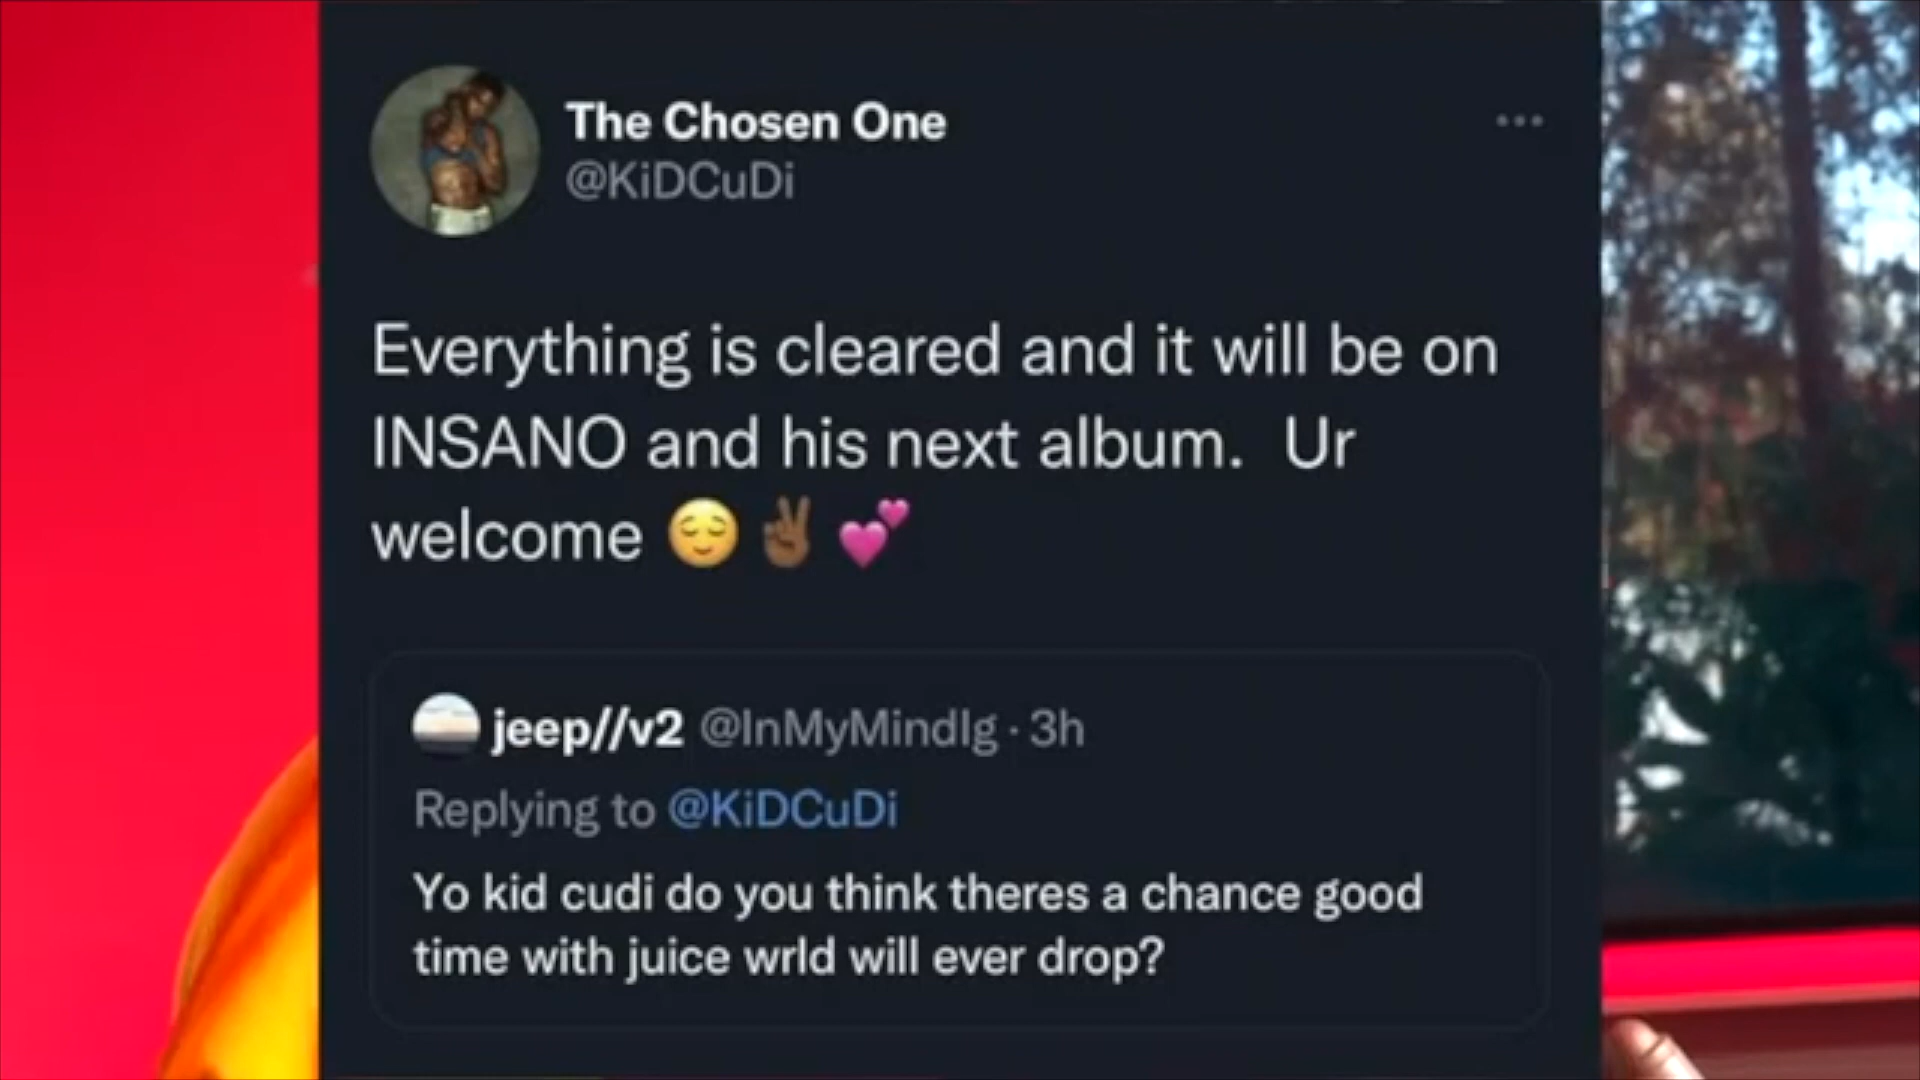 The Chosen One
@KiDCuDi
Everything is cleared and it will be on
INSANO and his next album.  Ur
welcome 😌✌🏾💕
jeep//v2 @InMyMindIg · 3h
Replying to @KiDCuDi
Yo kid cudi do you think theres a chance good
time with juice wrld will ever drop?